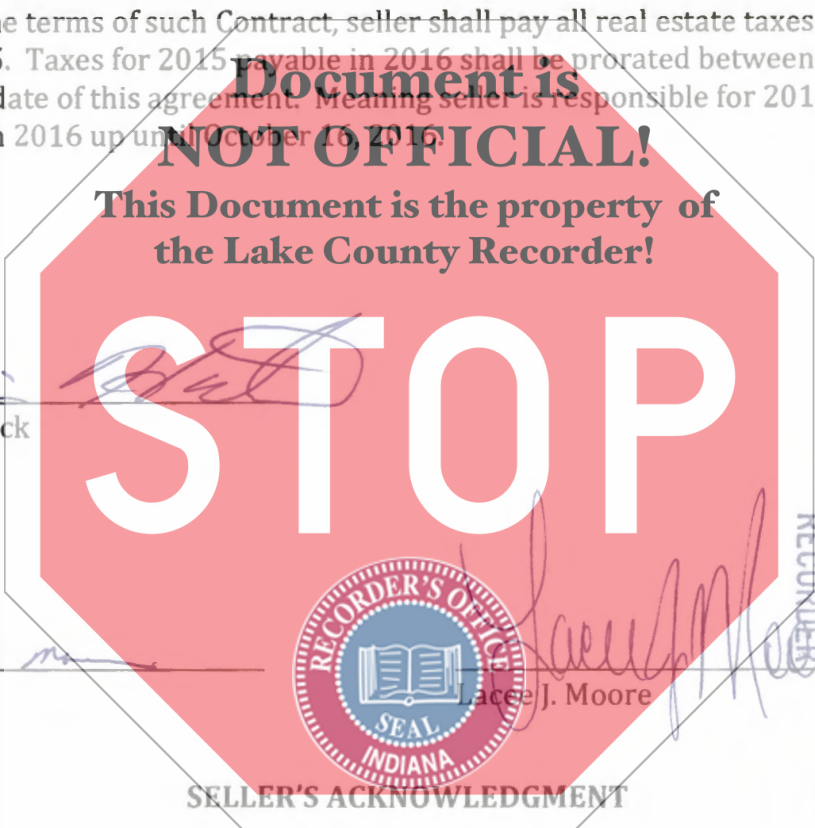 e terms of such Contract, seller shall pay all real estate taxes
. Taxes for 2015 payable in 2016 shall be prorated between
date of this agreement. Meaning seller is responsible for 201
2016 up until October 16, 2016.
Document is
NOT OFFICIAL!
This Document is the property of
the Lake County Recorder!
STOP
ck
RECORDER
RECORDER'S OFFICE
SEAL
INDIANA
Lacee J. Moore
SELLER'S ACKNOWLEDGMENT